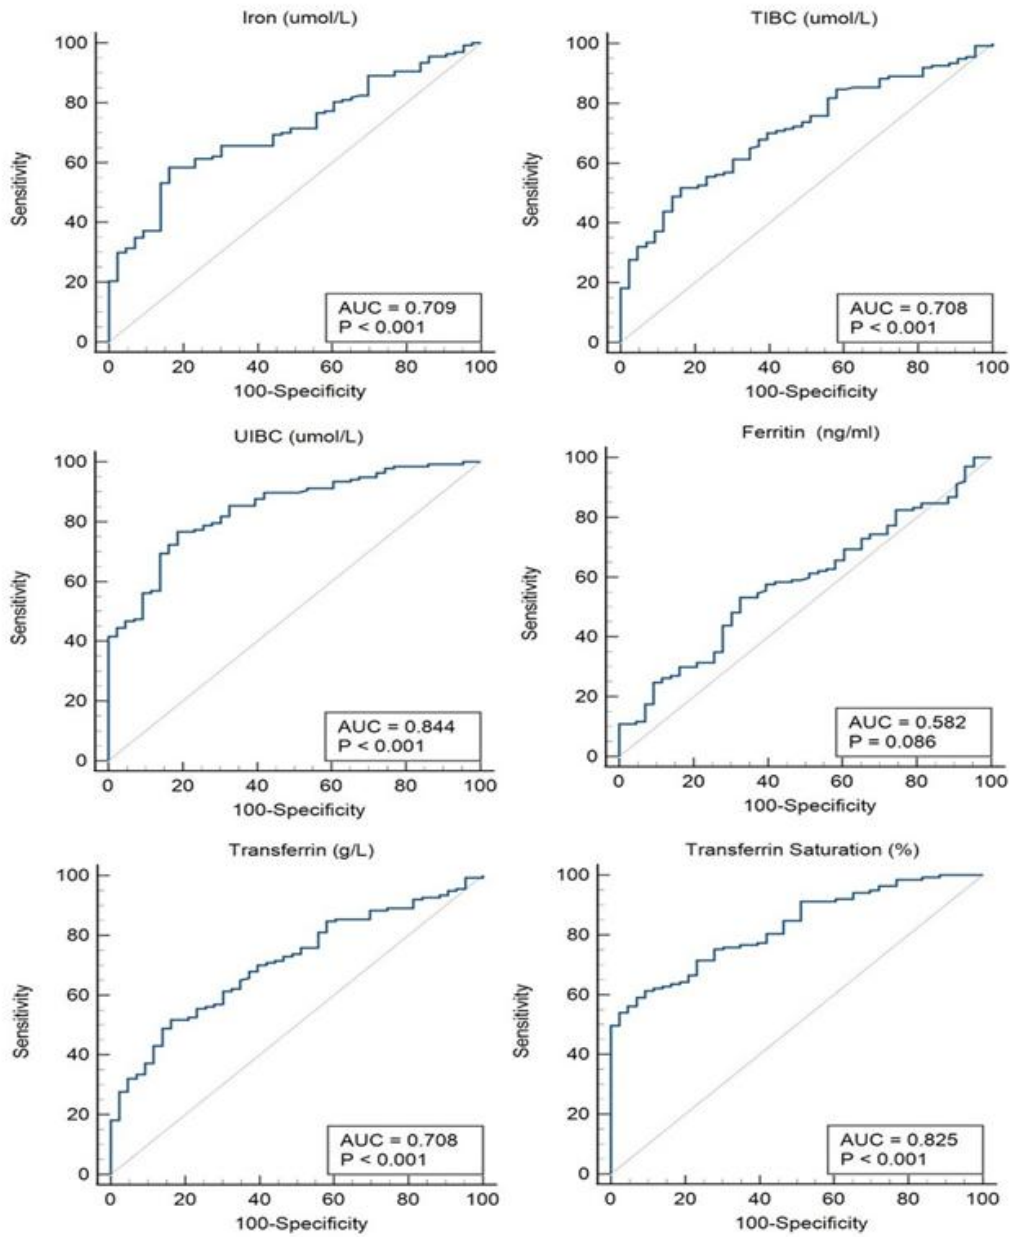 Iron (umol/L)
100
80
60
40
20
0
Sensitivity
AUC = 0.709
P < 0.001
0 20 40 60 80 100
100-Specificity
TIBC (umol/L)
100
80
60
40
20
0
Sensitivity
AUC = 0.708
P < 0.001
0 20 40 60 80 100
100-Specificity
UIBC (umol/L)
100
80
60
40
20
0
Sensitivity
AUC = 0.844
P < 0.001
0 20 40 60 80 100
100-Specificity
Ferritin (ng/ml)
100
80
60
40
20
0
Sensitivity
AUC = 0.582
P = 0.086
0 20 40 60 80 100
100-Specificity
Transferrin (g/L)
100
80
60
40
20
0
Sensitivity
AUC = 0.708
P < 0.001
0 20 40 60 80 100
100-Specificity
Transferrin Saturation (%)
100
80
60
40
20
0
Sensitivity
AUC = 0.825
P < 0.001
0 20 40 60 80 100
100-Specificity